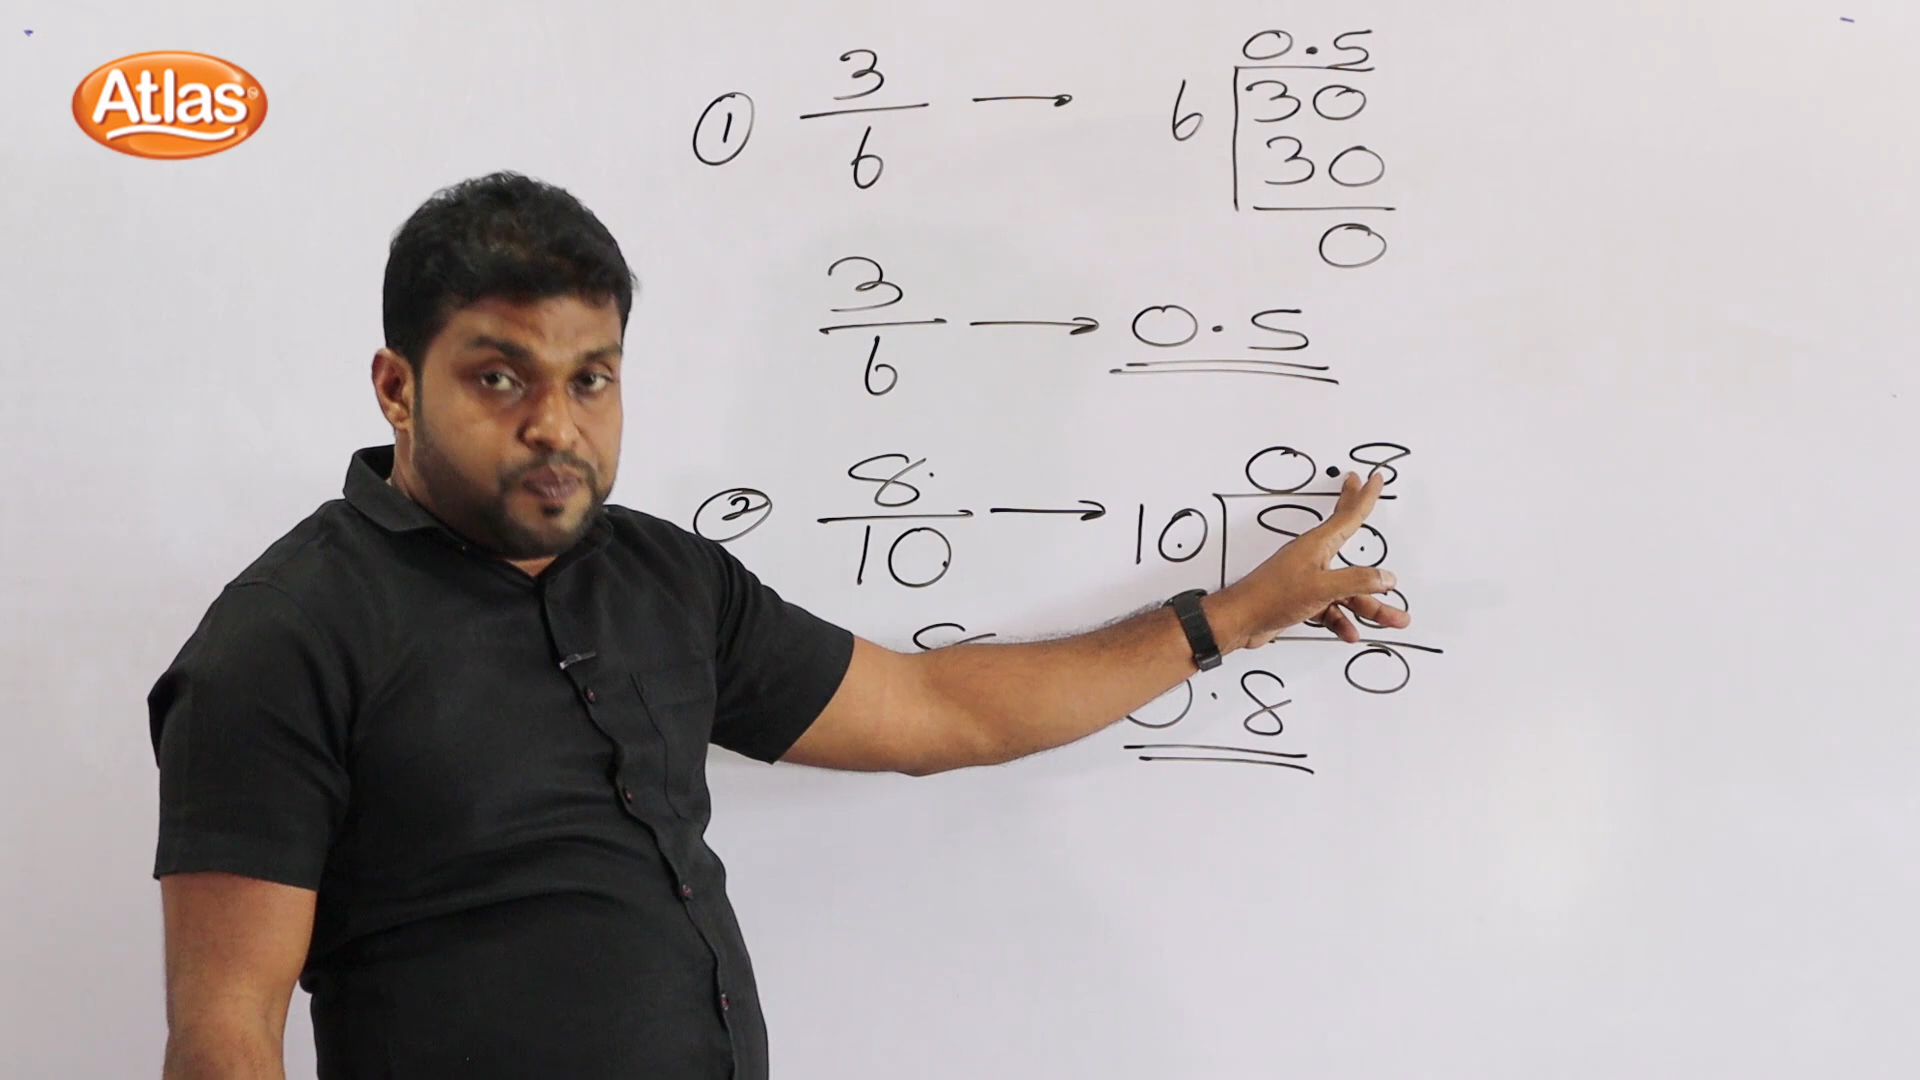 Atlas
① 3/6 → 6 30 0.5
30
0
3/6 → 0.5
② 8/10 → 10 80 0.8
0
0.8